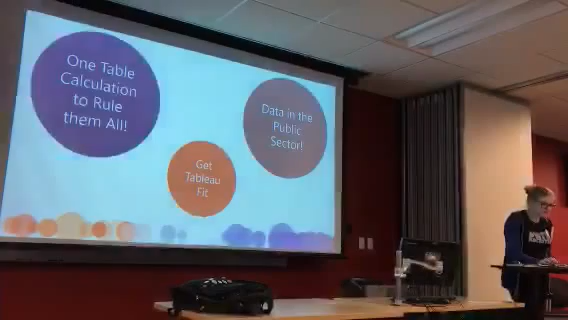 One Table
Calculation
to Rule
them All!
Data in the
Public
Sector!
Get
Tableau
Fit